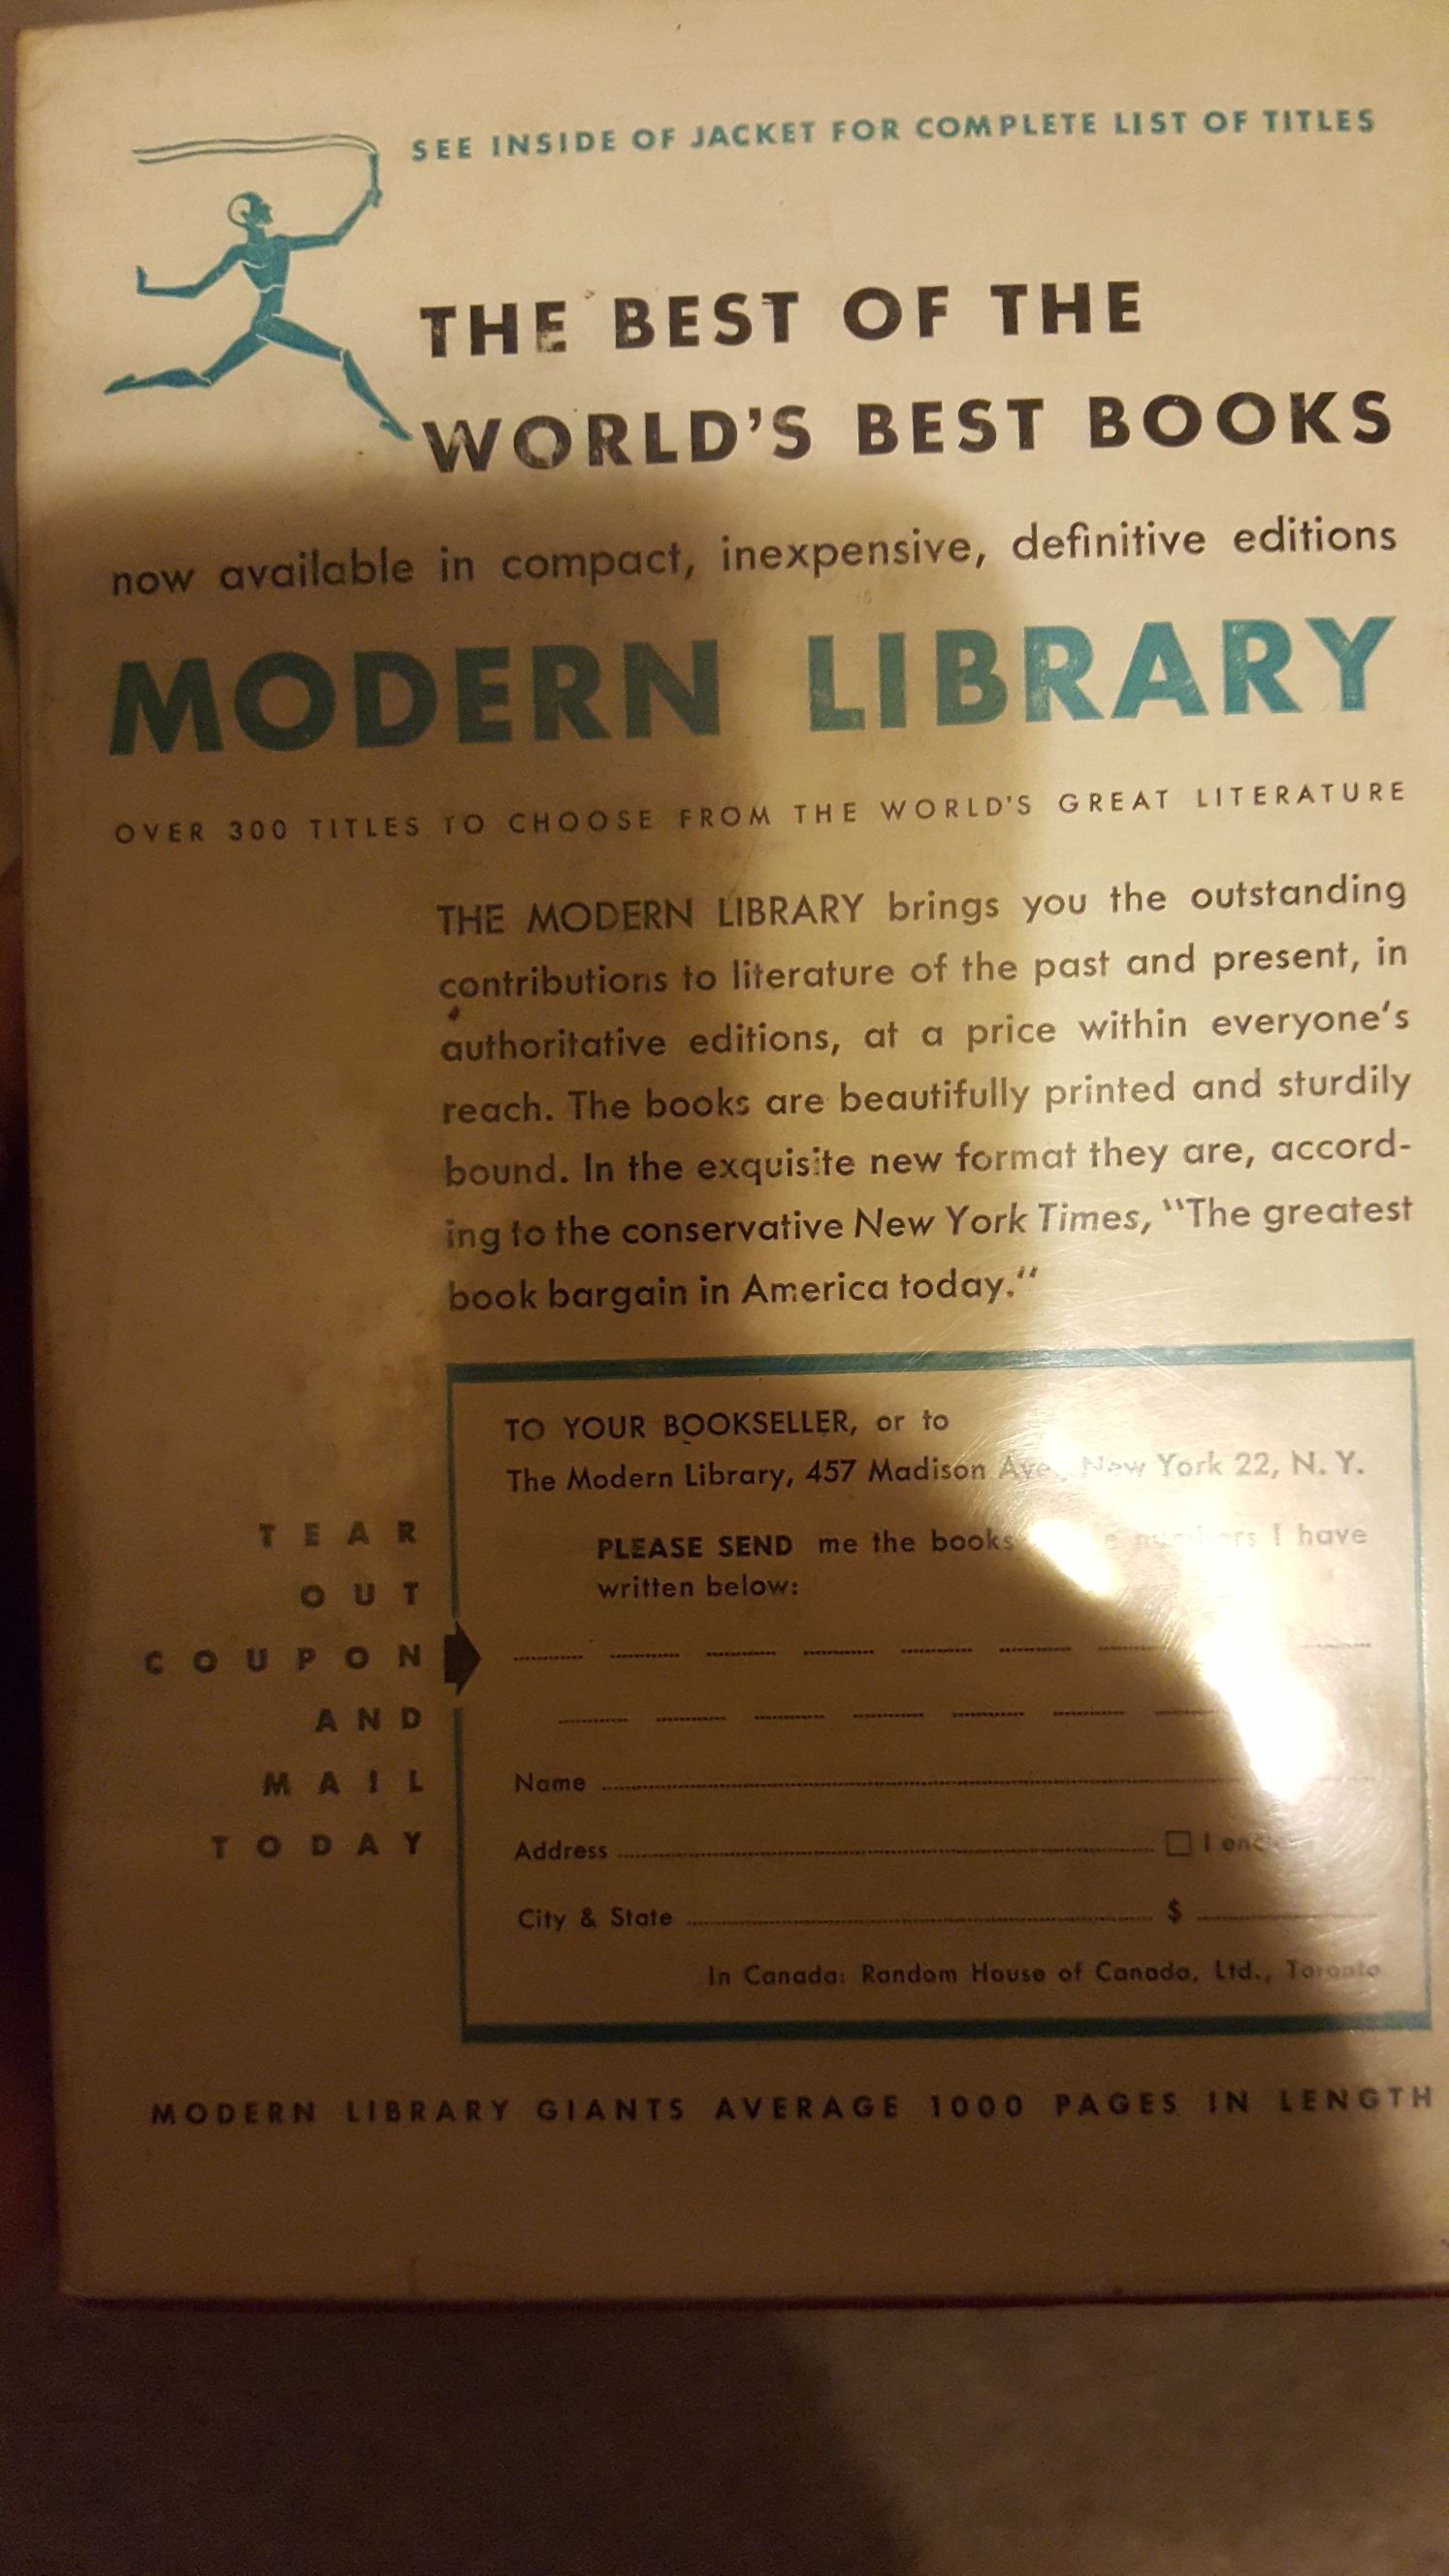 SEE INSIDE OF JACKET FOR COMPLETE LIST OF TITLES
THE BEST OF THE
WORLD'S BEST BOOKS
now available in compact, inexpensive, definitive editions
MODERN LIBRARY
OVER 300 TITLES TO CHOOSE FROM THE WORLD'S GREAT LITERATURE
THE MODERN LIBRARY brings you the outstanding
contributions to literature of the past and present, in
authoritative editions, at a price within everyone's
reach. The books are beautifully printed and sturdily
bound. In the exquisite new format they are, accord-
ing to the conservative New York Times, "The greatest
book bargain in America today."
TO YOUR BOOKSELLER, or to
The Modern Library, 457 Madison Ave., New York 22, N. Y.
PLEASE SEND me the books I have
written below:
TEAR
OUT
COUPON
AND
MAIL
TODAY
Name
Address I
City & State $
In Canada: Random House of Canada, Ltd., Toronto
MODERN LIBRARY GIANTS AVERAGE 1000 PAGES IN LENGTH